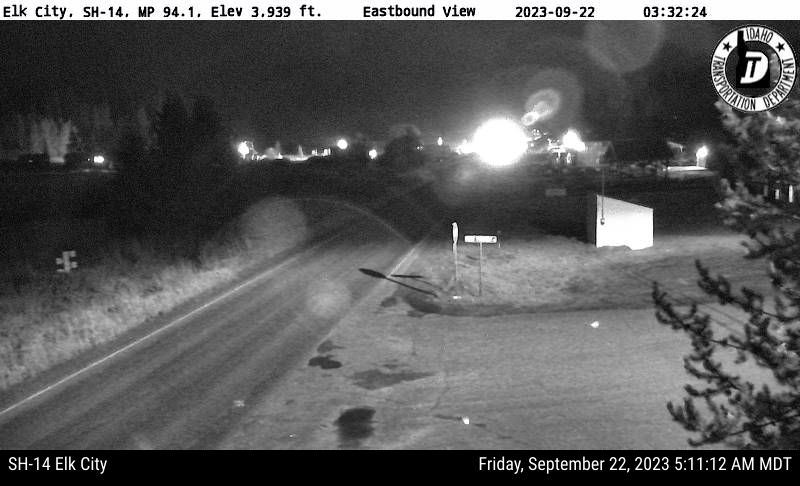 Elk City, SH-14, MP 94.1, Elev 3,939 ft. Eastbound View 2023-09-22 03:32:24
IDAHO
TRANSPORTATION DEPARTMENT
SH-14 Elk City Friday, September 22, 2023 5:11:12 AM MDT